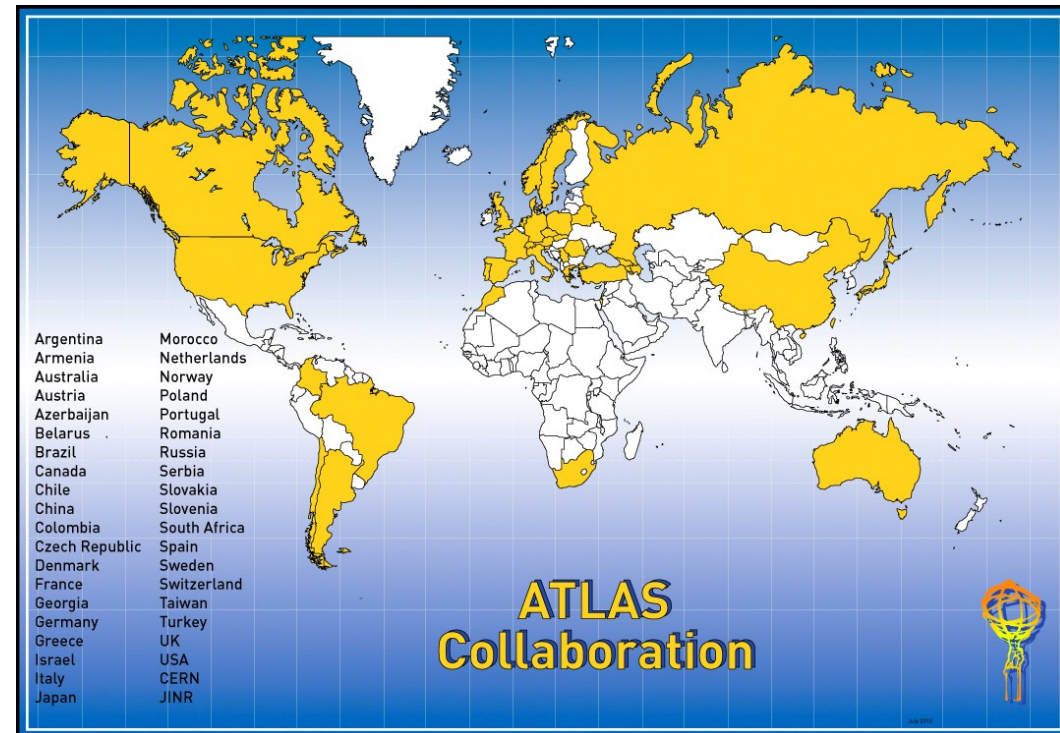 Argentina
Armenia
Australia
Austria
Azerbaijan
Belarus
Brazil
Canada
Chile
China
Colombia
Czech Republic
Denmark
France
Georgia
Germany
Greece
Israel
Italy
Japan
Morocco
Netherlands
Norway
Poland
Portugal
Romania
Russia
Serbia
Slovakia
Slovenia
South Africa
Spain
Sweden
Switzerland
Taiwan
Turkey
UK
USA
CERN
JINR
ATLAS
Collaboration